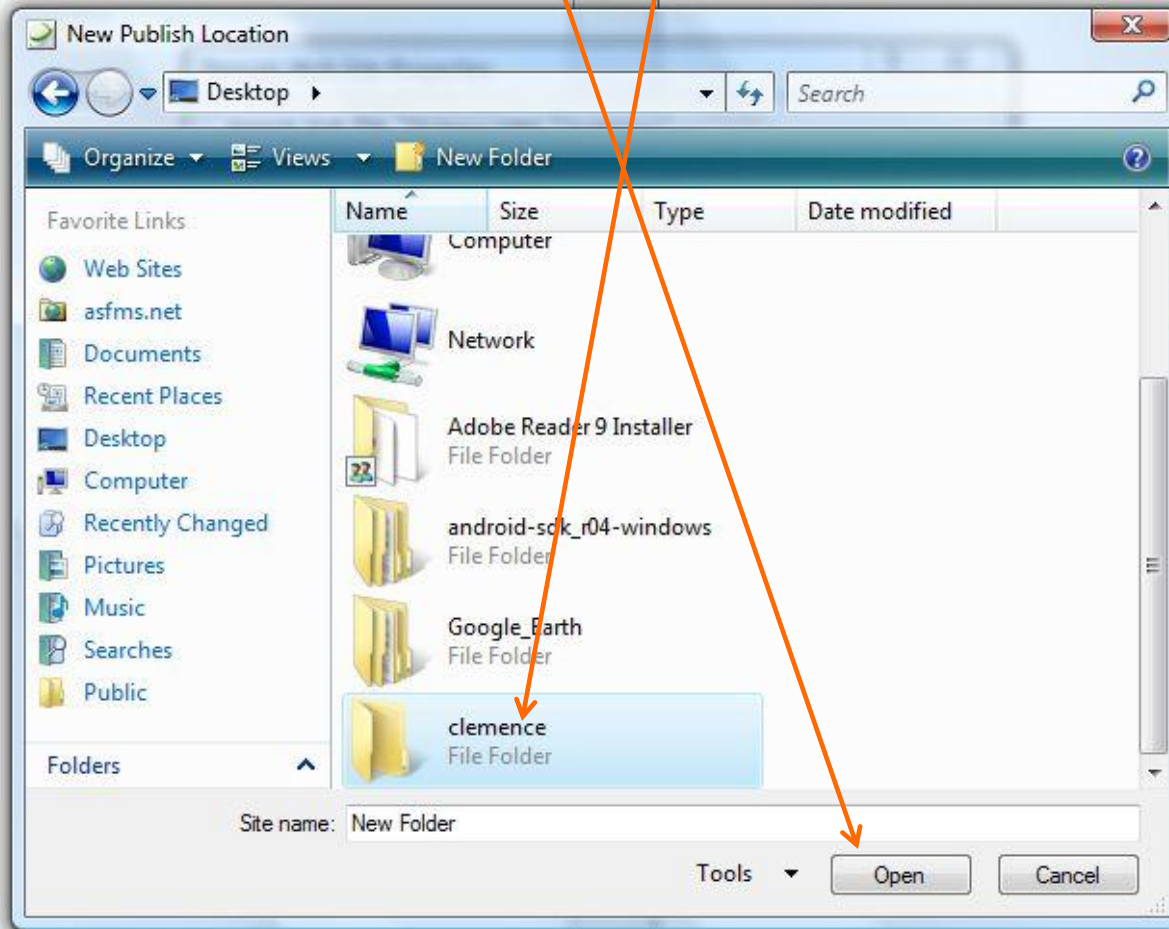 New Publish Location
Desktop
Search
Organize Views New Folder
Favorite Links
Web Sites
asfms.net
Documents
Recent Places
Desktop
Computer
Recently Changed
Pictures
Music
Searches
Public
Folders
Name Size Type Date modified
Computer
Network
Adobe Reader 9 Installer
File Folder
android-sdk_r04-windows
File Folder
Google_Earth
File Folder
clemence
File Folder
Site name: New Folder
Tools Open Cancel